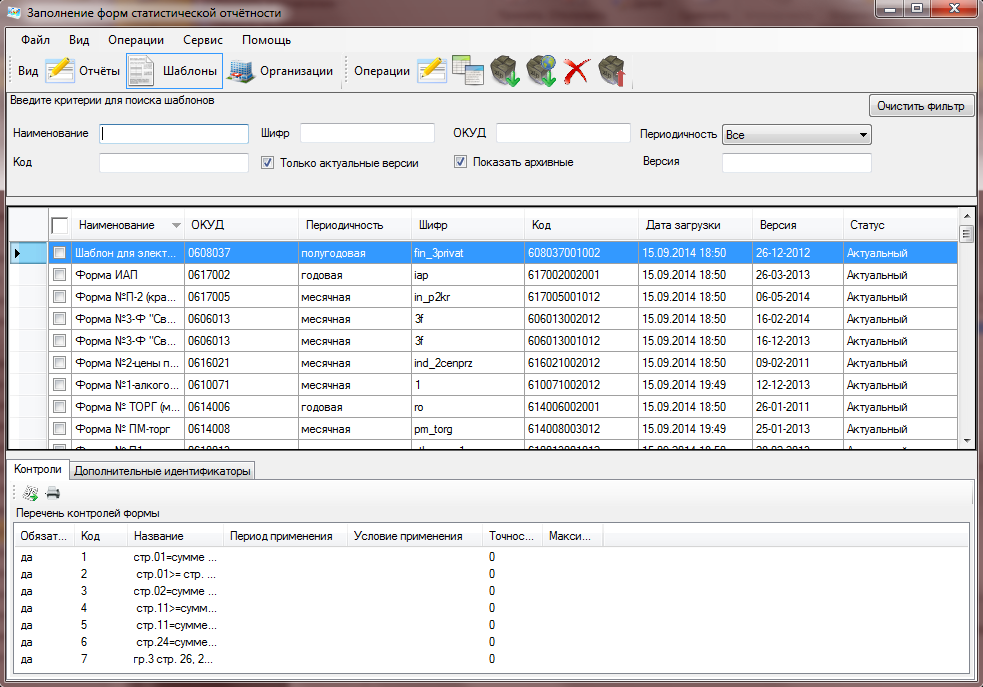 Заполнение форм статистической отчётности
Файл Вид Операции Сервис Помощь
Вид Отчёты Шаблоны Организации Операции
Введите критерии для поиска шаблонов
Очистить фильтр
Наименование Шифр ОКУД Периодичность Все
Код Только актуальные версии Показать архивные Версия
Наименование ОКУД Периодичность Шифр Код Дата загрузки Версия Статус
Шаблон для элект... 0608037 полугодовая fin_3privat 608037001002 15.09.2014 18:50 26-12-2012 Актуальный
Форма ИАП 0617002 годовая iap 617002002001 15.09.2014 18:50 26-03-2013 Актуальный
Форма №П-2 (кра... 0617005 месячная in_p2kr 617005001012 15.09.2014 18:50 06-05-2014 Актуальный
Форма №3-Ф "Св... 0606013 месячная 3f 606013002012 15.09.2014 18:50 16-02-2014 Актуальный
Форма №3-Ф "Св... 0606013 месячная 3f 606013001012 15.09.2014 18:50 16-12-2013 Актуальный
Форма №2-цены п... 0616021 месячная ind_2cenprz 616021002012 15.09.2014 18:50 09-02-2011 Актуальный
Форма №1-алкого... 0610071 месячная 1 610071002012 15.09.2014 19:49 12-12-2013 Актуальный
Форма № ТОРГ (м... 0614006 годовая ro 614006002001 15.09.2014 18:50 26-01-2011 Актуальный
Форма № ПМ-торг 0614008 месячная pm_torg 614008003012 15.09.2014 19:49 25-01-2013 Актуальный
Контроли Дополнительные идентификаторы
Перечень контролей формы
Обязат... Код Название Период применения Условие применения Точнос... Макси...
да 1 стр.01=сумме ... 0
да 2 стр.01>= стр. ... 0
да 3 стр.02=сумме ... 0
да 4 стр.11>=сумм... 0
да 5 стр.11=сумме... 0
да 6 стр.24=сумме... 0
да 7 гр.3 стр. 26, 2... 0